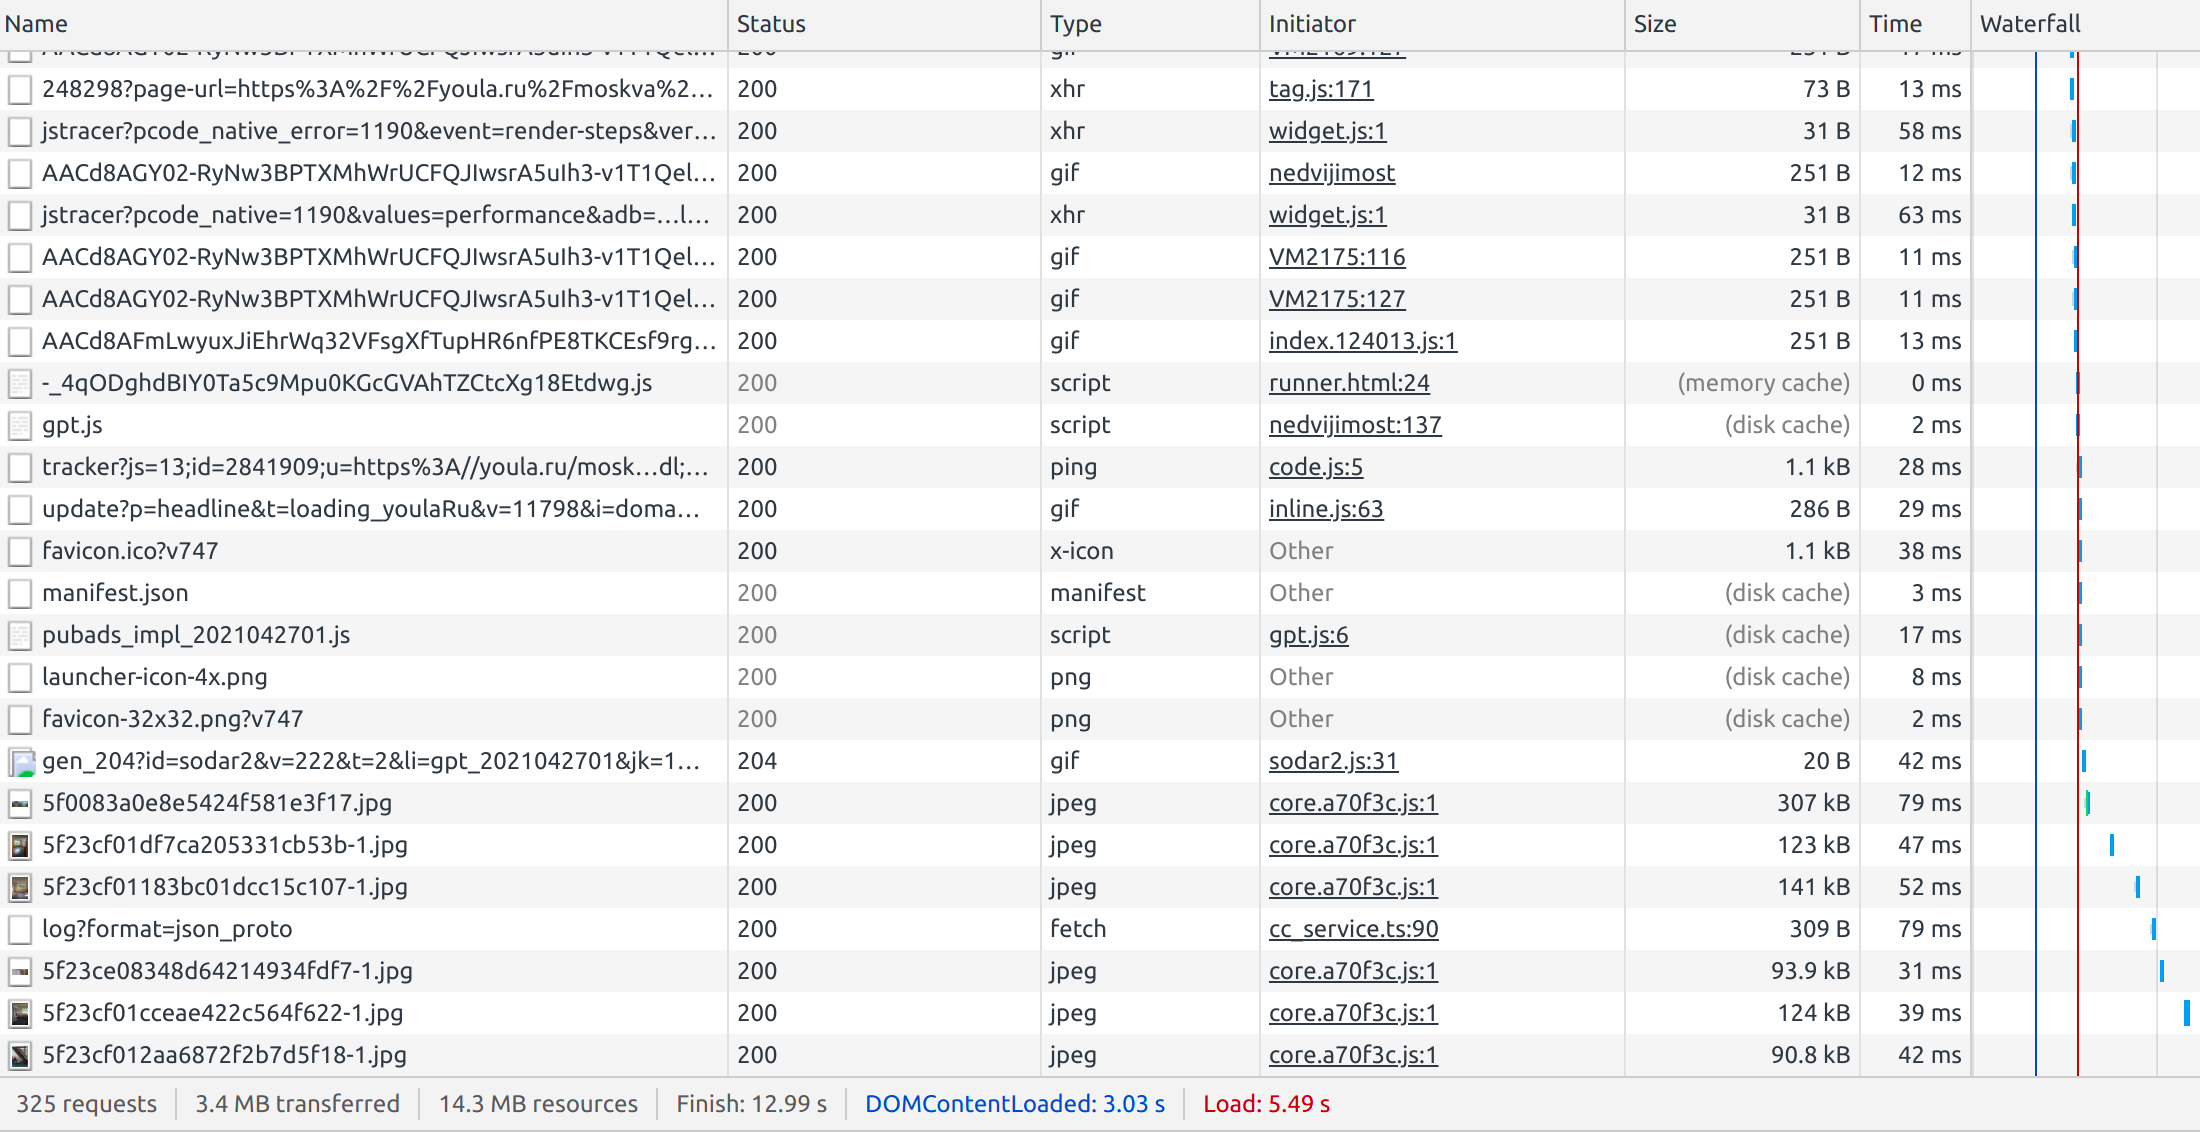 Name Status Type Initiator Size Time Waterfall
248298?page-url=https%3A%2F%2Fyoula.ru%2Fmoskva%2... 200 xhr tag.js:171 73 B 13 ms
jstracer?pcode_native_error=1190&event=render-steps&ver... 200 xhr widget.js:1 31 B 58 ms
AACd8AGY02-RyNw3BPTXMhWrUCFQJIwsrA5uIh3-v1T1Qel... 200 gif nedvijimost 251 B 12 ms
jstracer?pcode_native=1190&values=performance&adb=...l... 200 xhr widget.js:1 31 B 63 ms
AACd8AGY02-RyNw3BPTXMhWrUCFQJIwsrA5uIh3-v1T1Qel... 200 gif VM2175:116 251 B 11 ms
AACd8AGY02-RyNw3BPTXMhWrUCFQJIwsrA5uIh3-v1T1Qel... 200 gif VM2175:127 251 B 11 ms
AACd8AFmLwyuxJiEhrWq32VFsgXfTupHR6nfPE8TKCEsf9rg... 200 gif index.124013.js:1 251 B 13 ms
-_4qODghdBIY0Ta5c9Mpu0KGcGVAhTZCtcXg18Etdwg.js 200 script runner.html:24 (memory cache) 0 ms
gpt.js 200 script nedvijimost:137 (disk cache) 2 ms
tracker?js=13;id=2841909;u=https%3A//youla.ru/mosk...dl;... 200 ping code.js:5 1.1 kB 28 ms
update?p=headline&t=loading_youlaRu&v=11798&i=doma... 200 gif inline.js:63 286 B 29 ms
favicon.ico?v747 200 x-icon Other 1.1 kB 38 ms
manifest.json 200 manifest Other (disk cache) 3 ms
pubads_impl_2021042701.js 200 script gpt.js:6 (disk cache) 17 ms
launcher-icon-4x.png 200 png Other (disk cache) 8 ms
favicon-32x32.png?v747 200 png Other (disk cache) 2 ms
gen_204?id=sodar2&v=222&t=2&li=gpt_2021042701&jk=1... 204 gif sodar2.js:31 20 B 42 ms
5f0083a0e8e5424f581e3f17.jpg 200 jpeg core.a70f3c.js:1 307 kB 79 ms
5f23cf01df7ca205331cb53b-1.jpg 200 jpeg core.a70f3c.js:1 123 kB 47 ms
5f23cf01183bc01dcc15c107-1.jpg 200 jpeg core.a70f3c.js:1 141 kB 52 ms
log?format=json_proto 200 fetch cc_service.ts:90 309 B 79 ms
5f23ce08348d64214934fdf7-1.jpg 200 jpeg core.a70f3c.js:1 93.9 kB 31 ms
5f23cf01cceae422c564f622-1.jpg 200 jpeg core.a70f3c.js:1 124 kB 39 ms
5f23cf012aa6872f2b7d5f18-1.jpg 200 jpeg core.a70f3c.js:1 90.8 kB 42 ms
325 requests 3.4 MB transferred 14.3 MB resources Finish: 12.99 s DOMContentLoaded: 3.03 s Load: 5.49 s